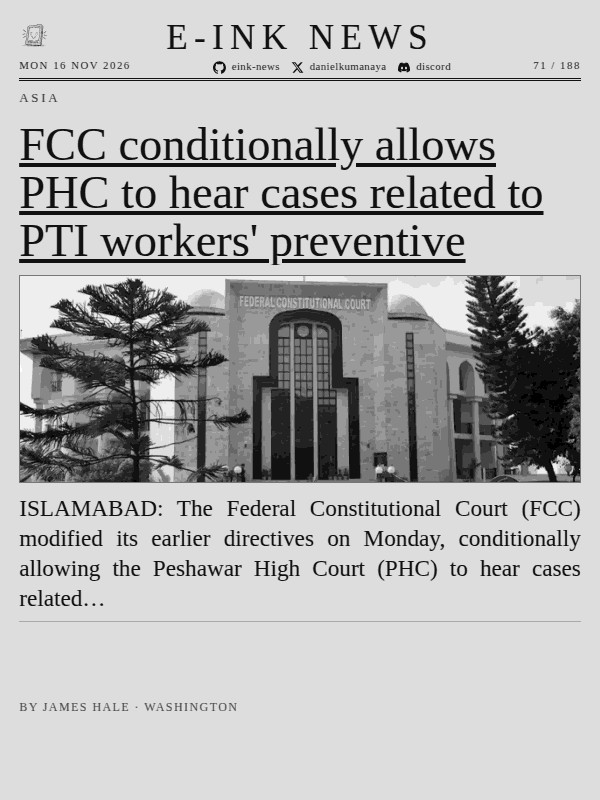 E-INK NEWS
MON 16 NOV 2026
eink-news danielkumanaya discord
71 / 188
ASIA
FCC conditionally allows
PHC to hear cases related to
PTI workers' preventive
FEDERAL CONSTITUTIONAL COURT
ISLAMABAD: The Federal Constitutional Court (FCC)
modified its earlier directives on Monday, conditionally
allowing the Peshawar High Court (PHC) to hear cases
related…
BY JAMES HALE · WASHINGTON